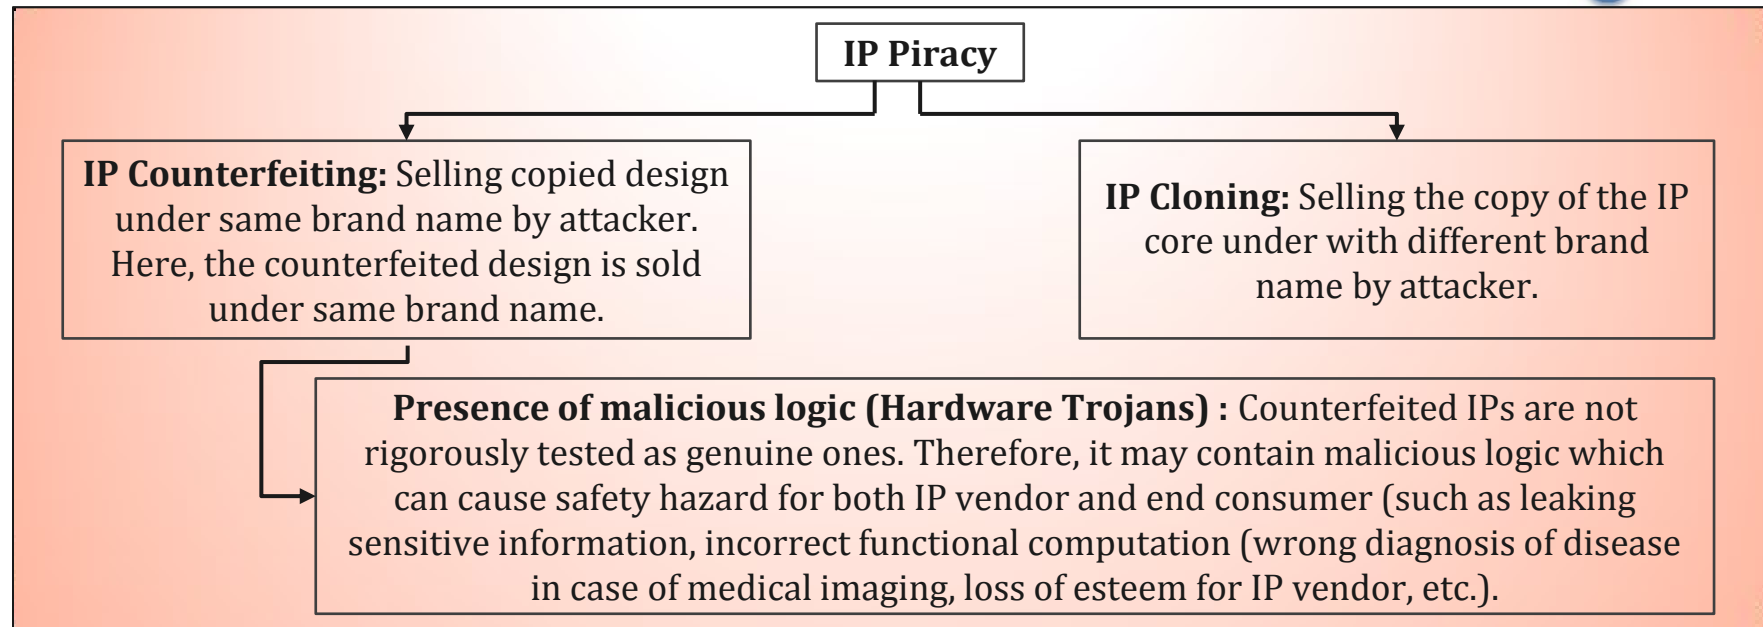 IP Piracy
IP Counterfeiting: Selling copied design
under same brand name by attacker.
Here, the counterfeited design is sold
under same brand name.
IP Cloning: Selling the copy of the IP
core under with different brand
name by attacker.
Presence of malicious logic (Hardware Trojans) : Counterfeited IPs are not
rigorously tested as genuine ones. Therefore, it may contain malicious logic which
can cause safety hazard for both IP vendor and end consumer (such as leaking
sensitive information, incorrect functional computation (wrong diagnosis of disease
in case of medical imaging, loss of esteem for IP vendor, etc.).